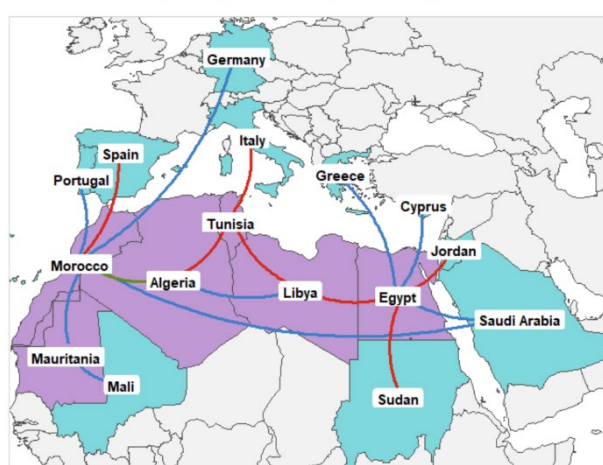 Germany
Italy
Spain
Greece
Portugal
Cyprus
Tunisia
Jordan
Morocco
Algeria
Libya
Egypt
Saudi Arabia
Mauritania
Mali
Sudan